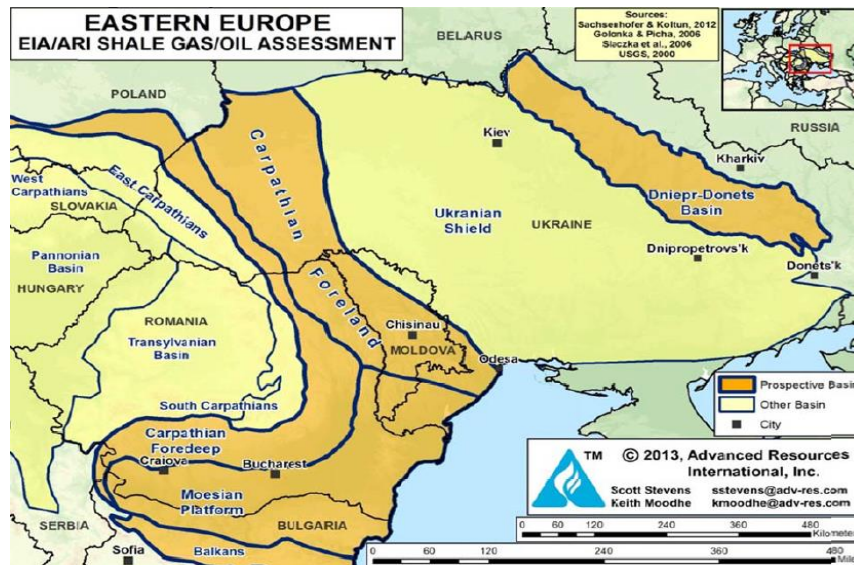 EASTERN EUROPE
EIA/ARI SHALE GAS/OIL ASSESSMENT
Sources:
Sachsenhofer & Koltun, 2012
Golonka & Picha, 2006
Slaczka et al., 2006
USGS, 2000
BELARUS
POLAND
RUSSIA
Kiev
Kharkiv
Carpathian
Foreland
West
Carpathians
East Carpathians
SLOVAKIA
Dniepr-Donets
Basin
Ukranian
Shield
UKRAINE
Pannonian
Basin
HUNGARY
Dnipropetrovs'k
Donets'k
ROMANIA
Transylvanian
Basin
Chisinau
MOLDOVA
Odesa
South Carpathians
Carpathian
Foredeep
Craiova
Bucharest
Moesian
Platform
SERBIA
BULGARIA
Sofia
Balkans
Prospective Basin
Other Basin
City
TM
© 2013, Advanced Resources
International, Inc.
Scott Stevens sstevens@adv-res.com
Keith Moodhe kmoodhe@adv-res.com
0 60 120 240 360 480
Kilometer
0 60 120 240 360 480
Mile